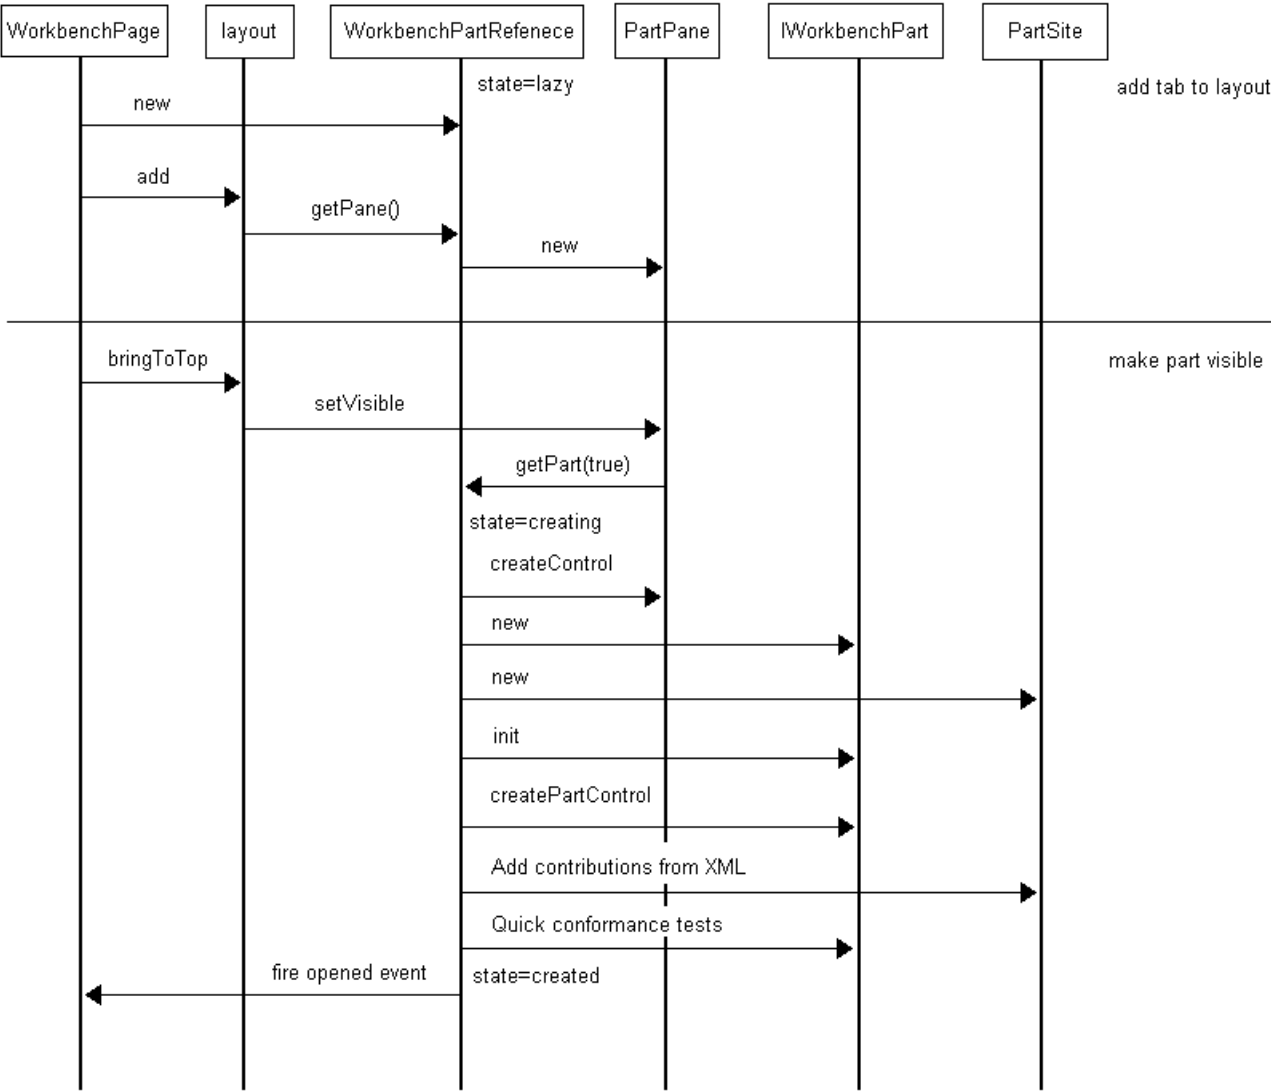 WorkbenchPage
layout
WorkbenchPartRefenece
PartPane
IWorkbenchPart
PartSite
state=lazy
add tab to layout
new
add
getPane()
new
bringToTop
make part visible
setVisible
getPart(true)
state=creating
createControl
new
new
init
createPartControl
Add contributions from XML
Quick conformance tests
fire opened event
state=created